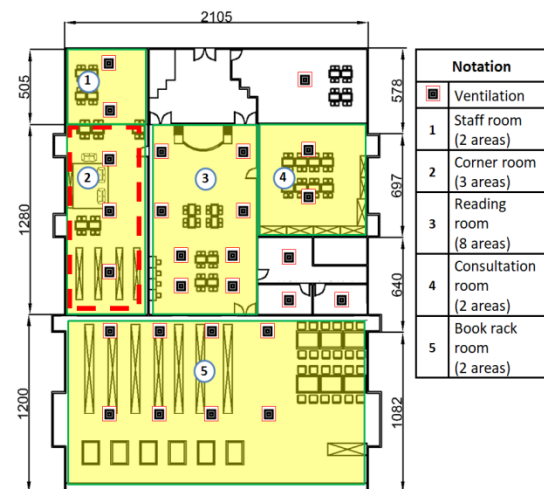 2105
505
1280
1200
578
697
640
1082
1
2
3
4
5
Notation
Ventilation
1 Staff room
(2 areas)
2 Corner room
(3 areas)
3 Reading
room
(8 areas)
4 Consultation
room
(2 areas)
5 Book rack
room
(2 areas)